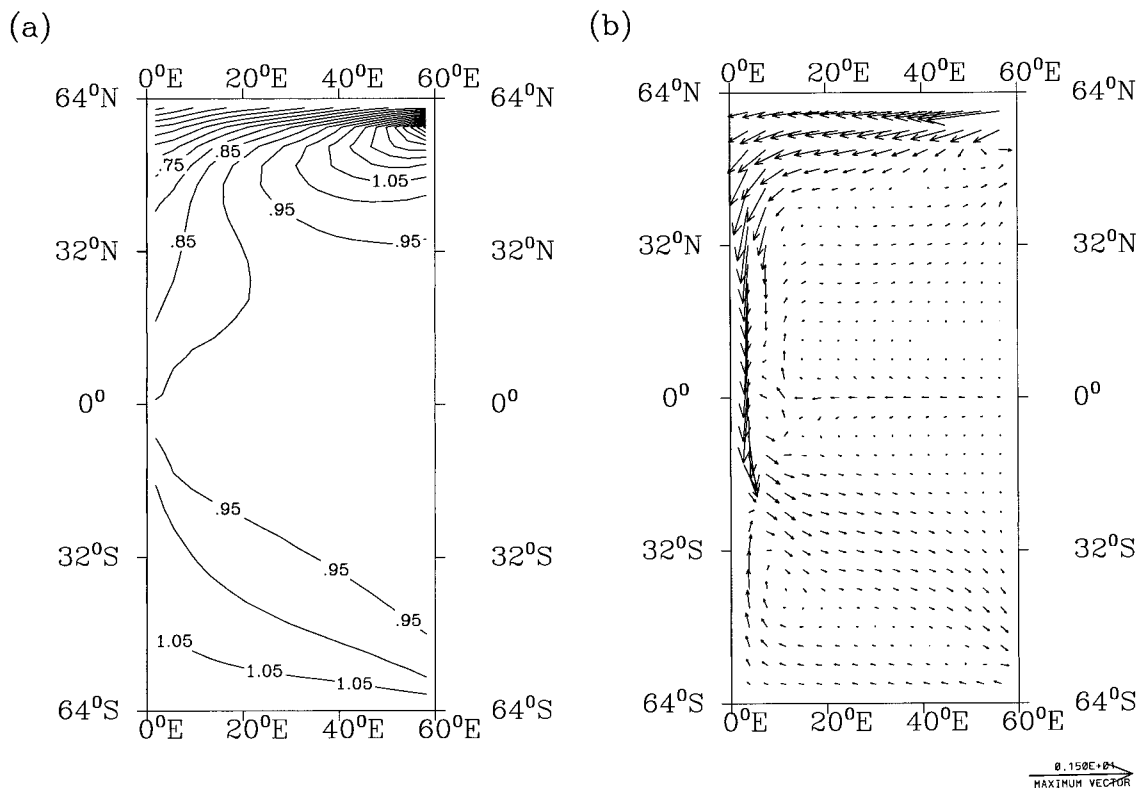 (a)
(b)
0⁰E 20⁰E 40⁰E 60⁰E
0⁰E 20⁰E 40⁰E 60⁰E
64⁰N 64⁰N 64⁰N
.75 .85
1.05
.95
.85 .95
32⁰N 32⁰N 32⁰N 32⁰N
0⁰ 0⁰ 0⁰ 0⁰
.95
32⁰S 32⁰S 32⁰S 32⁰S
.95
.95
1.05
1.05
1.05
64⁰S 64⁰S 64⁰S 64⁰S
0⁰E 20⁰E 40⁰E 60⁰E
0⁰E 20⁰E 40⁰E 60⁰E
0.150E+01
MAXIMUM VECTOR